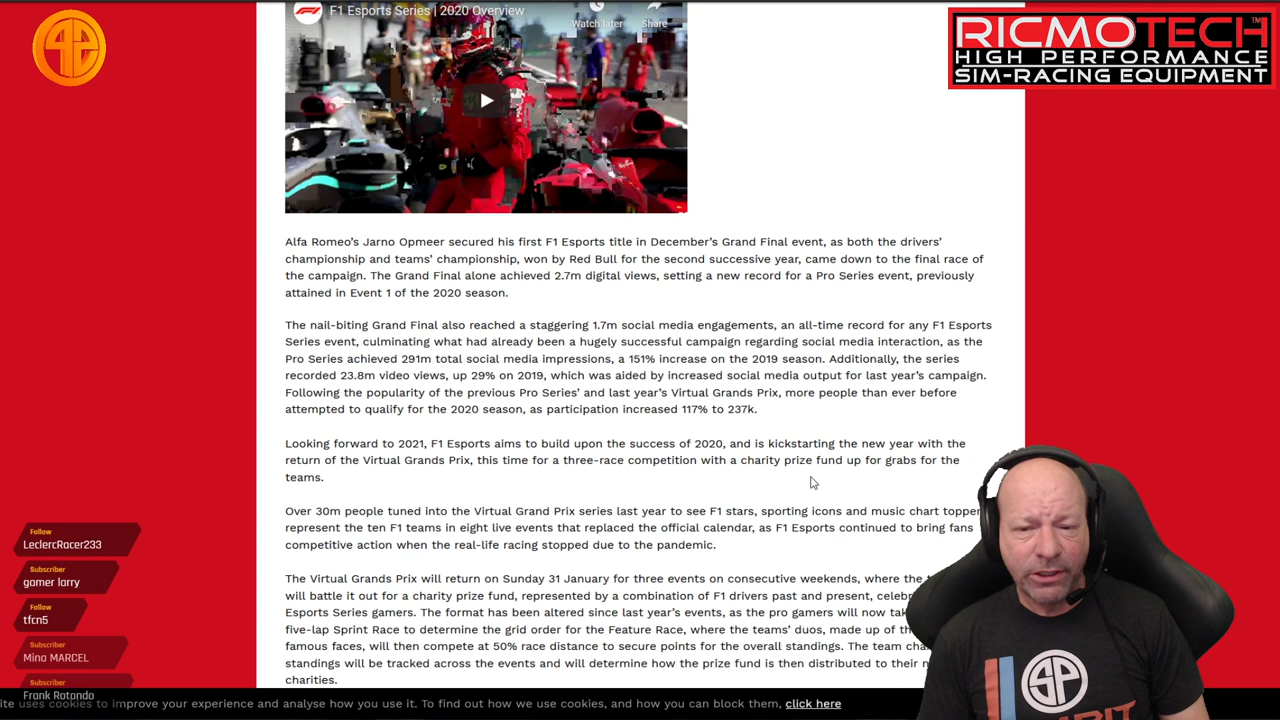 F1 Esports Series | 2020 Overview
Watch later
Share
RICMOTECH™
HIGH PERFORMANCE
SIM-RACING EQUIPMENT
Alfa Romeo's Jarno Opmeer secured his first F1 Esports title in December's Grand Final event, as both the drivers'
championship and teams' championship, won by Red Bull for the second successive year, came down to the final race of
the campaign. The Grand Final alone achieved 2.7m digital views, setting a new record for a Pro Series event, previously
attained in Event 1 of the 2020 season.
The nail-biting Grand Final also reached a staggering 1.7m social media engagements, an all-time record for any F1 Esports
Series event, culminating what had already been a hugely successful campaign regarding social media interaction, as the
Pro Series achieved 291m total social media impressions, a 151% increase on the 2019 season. Additionally, the series
recorded 23.8m video views, up 29% on 2019, which was aided by increased social media output for last year's campaign.
Following the popularity of the previous Pro Series' and last year's Virtual Grands Prix, more people than ever before
attempted to qualify for the 2020 season, as participation increased 117% to 237k.
Looking forward to 2021, F1 Esports aims to build upon the success of 2020, and is kickstarting the new year with the
return of the Virtual Grands Prix, this time for a three-race competition with a charity prize fund up for grabs for the
teams.
Over 30m people tuned into the Virtual Grand Prix series last year to see F1 stars, sporting icons and music chart topper
represent the ten F1 teams in eight live events that replaced the official calendar, as F1 Esports continued to bring fans
competitive action when the real-life racing stopped due to the pandemic.
The Virtual Grands Prix will return on Sunday 31 January for three events on consecutive weekends, where the
will battle it out for a charity prize fund, represented by a combination of F1 drivers past and present,
Esports Series gamers. The format has been altered since last year's events, as the pro gamers will now
five-lap Sprint Race to determine the grid order for the Feature Race, where the teams' duos, made up of
famous faces, will then compete at 50% race distance to secure points for the overall standings. The team
standings will be tracked across the events and will determine how the prize fund is then distributed to their
charities.
Follow
LeclercRacer233
Subscriber
gamer larry
Follow
tfcn5
Subscriber
Mina MARCEL
Subscriber
Frank Rotondo
ite uses cookies to improve your experience and analyse how you use it. To find out how we use cookies, and how you can block them, click here